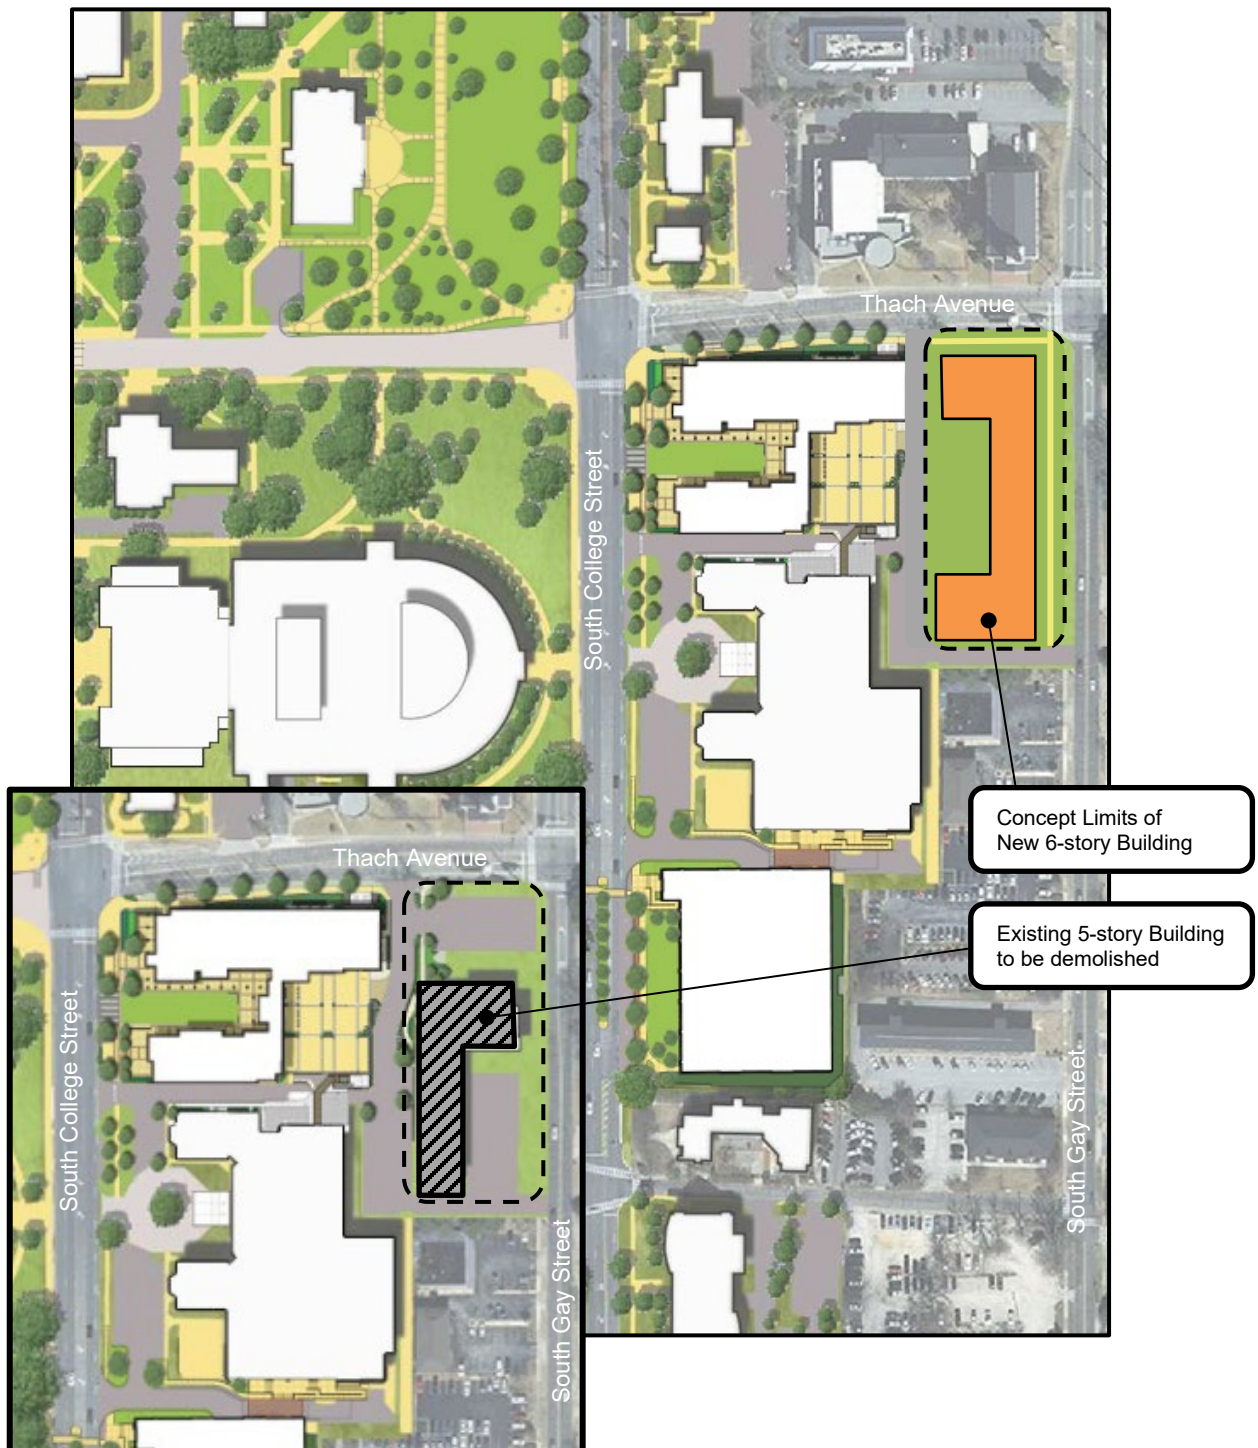 Thach Avenue
South College Street
Concept Limits of
New 6-story Building
Thach Avenue
Existing 5-story Building
to be demolished
South College Street
South Gay Street
South Gay Street